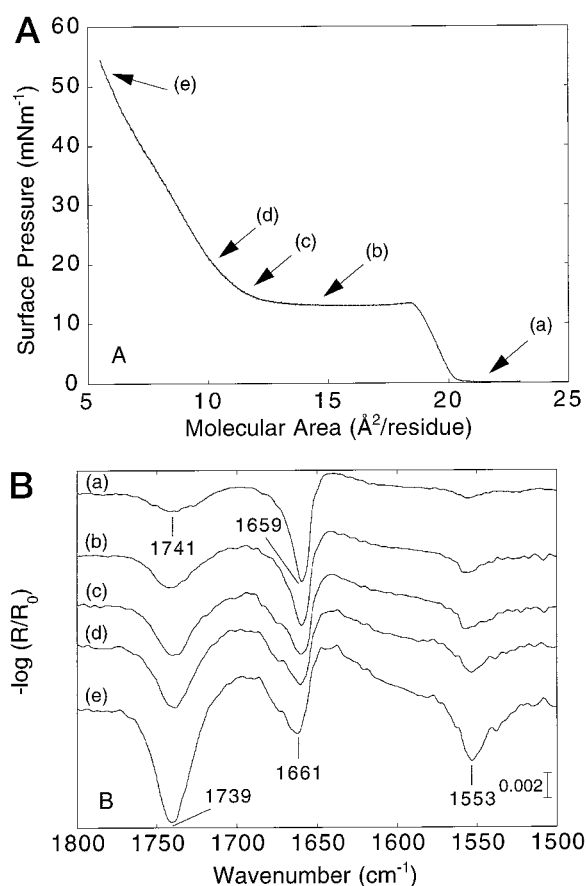 A
Surface Pressure (mNm⁻¹)
60
50
40
30
20
10
0
(e)
(d)
(c)
(b)
(a)
A
5
10
15
20
25
Molecular Area (Å²/residue)
B
-log (R/R₀)
(a)
(b)
(c)
(d)
(e)
1741
1659
1739
1661
1553
0.002
B
1800
1750
1700
1650
1600
1550
1500
Wavenumber (cm⁻¹)